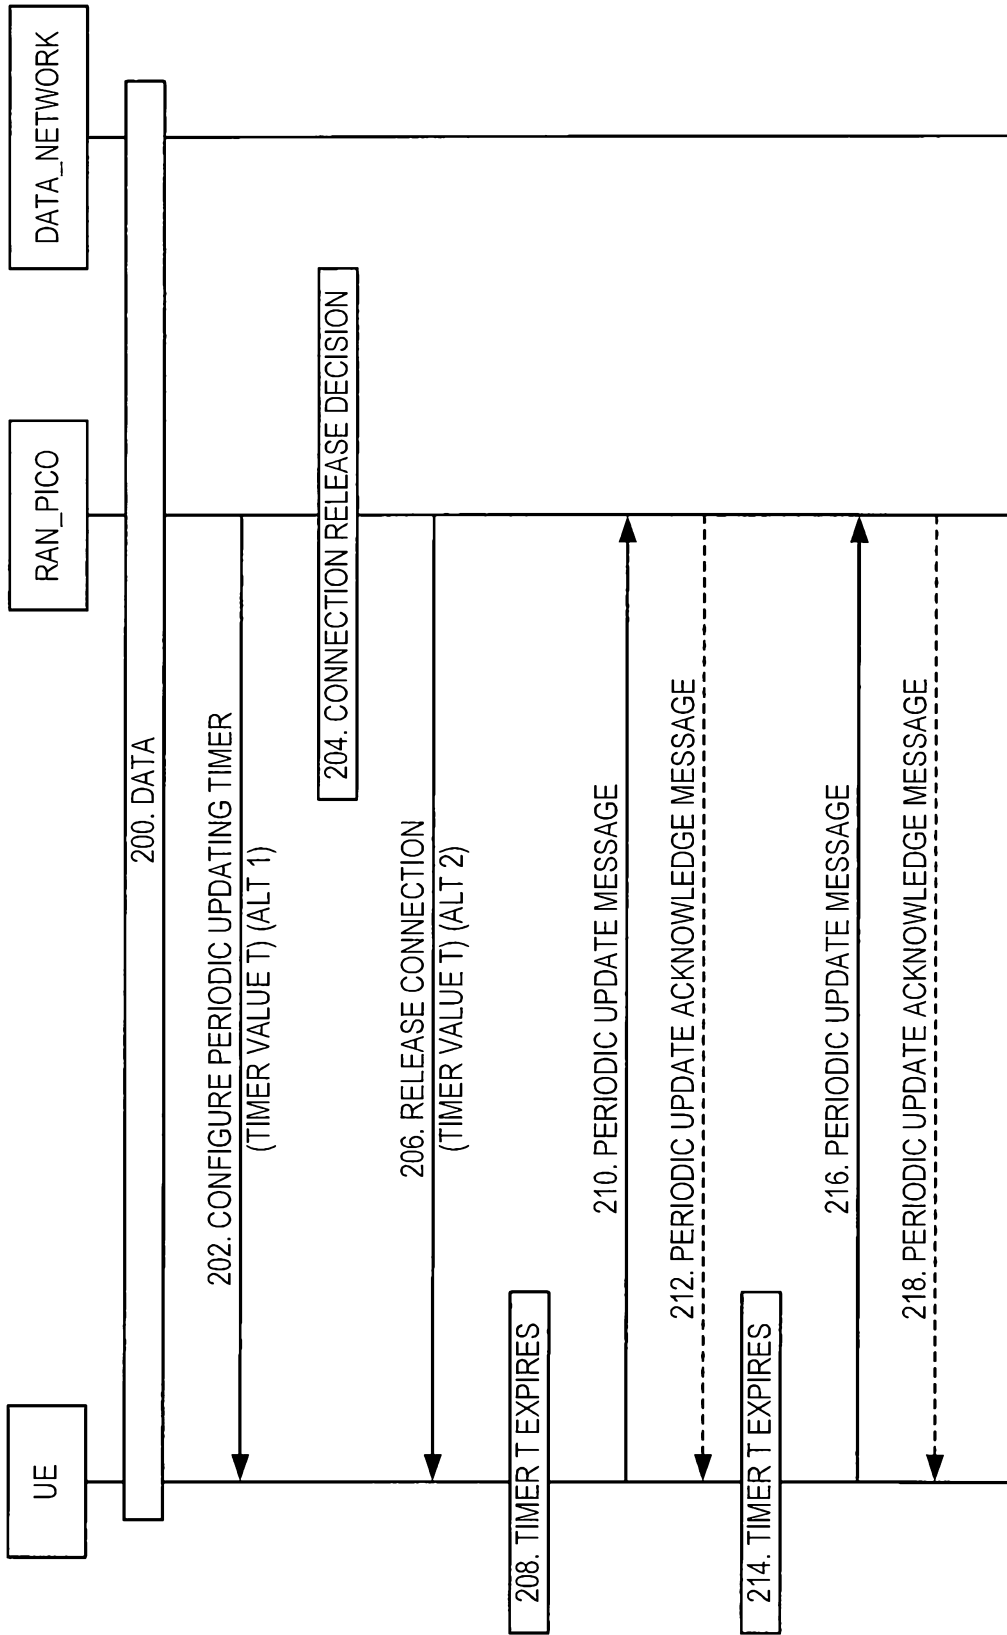 UE
RAN_PICO
DATA_NETWORK
200. DATA
202. CONFIGURE PERIODIC UPDATING TIMER
(TIMER VALUE T) (ALT 1)
204. CONNECTION RELEASE DECISION
206. RELEASE CONNECTION
(TIMER VALUE T) (ALT 2)
208. TIMER T EXPIRES
210. PERIODIC UPDATE MESSAGE
212. PERIODIC UPDATE ACKNOWLEDGE MESSAGE
214. TIMER T EXPIRES
216. PERIODIC UPDATE MESSAGE
218. PERIODIC UPDATE ACKNOWLEDGE MESSAGE